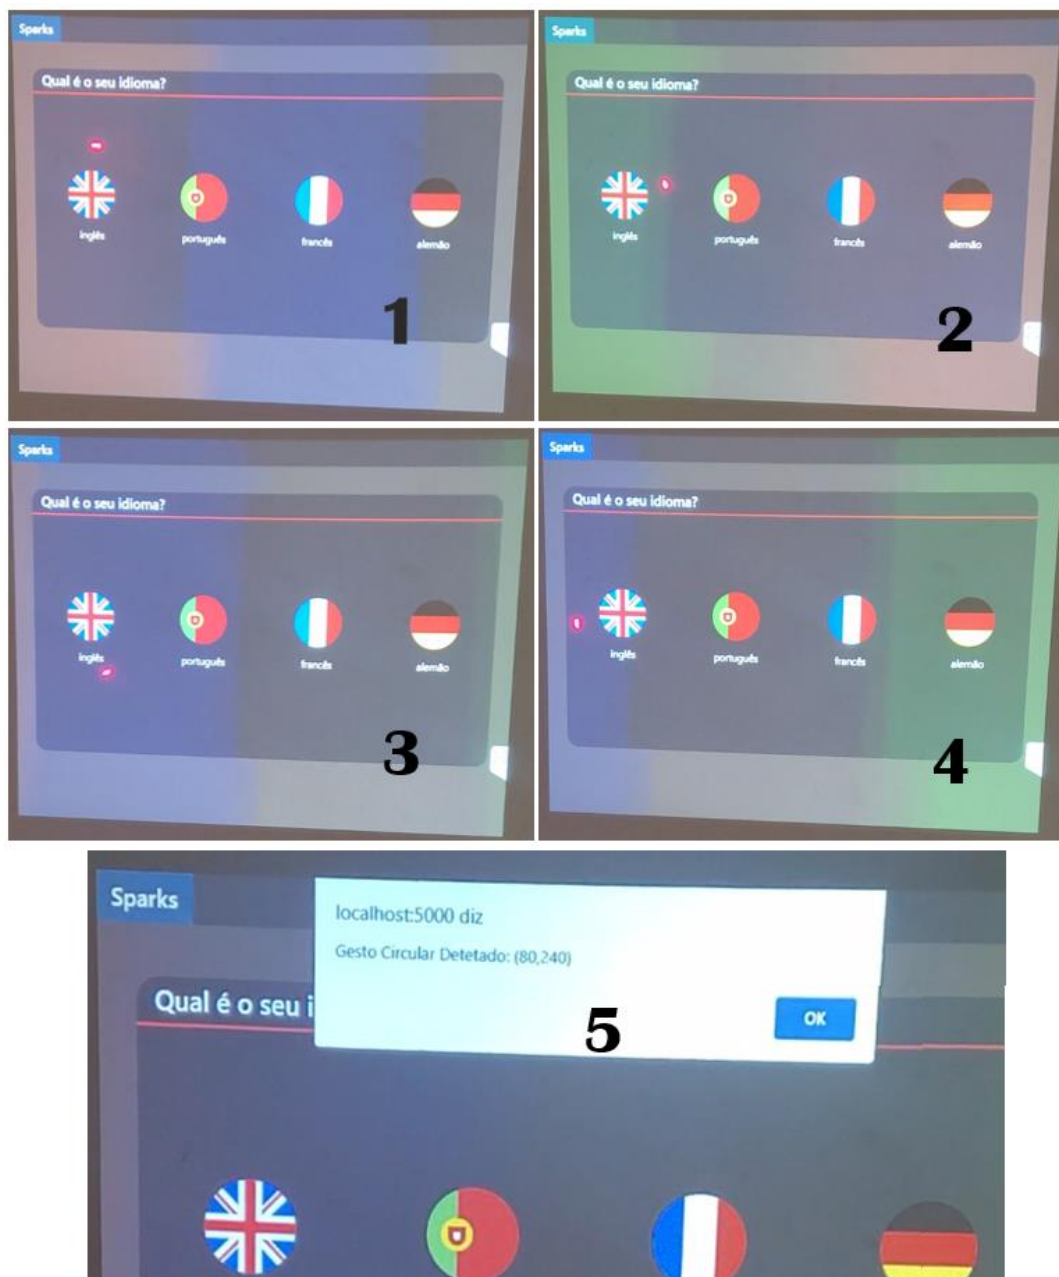 Sparks
Qual é o seu idioma?
inglês português francês alemão
1
Sparks
Qual é o seu idioma?
inglês português francês alemão
2
Sparks
Qual é o seu idioma?
inglês português francês alemão
3
Sparks
Qual é o seu idioma?
inglês português francês alemão
4
Sparks
localhost:5000 diz
Gesto Circular Detetado: (80,240)
Qual é o seu i
OK
5